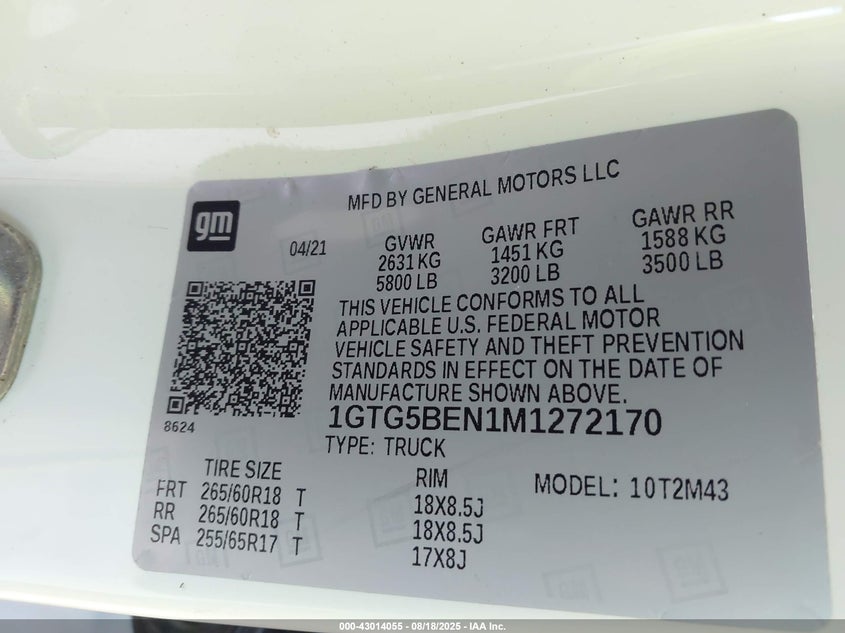 MFD BY GENERAL MOTORS LLC
gm
04/21
GVWR
2631 KG
5800 LB
GAWR FRT
1451 KG
3200 LB
GAWR RR
1588 KG
3500 LB
THIS VEHICLE CONFORMS TO ALL
APPLICABLE U.S. FEDERAL MOTOR
VEHICLE SAFETY AND THEFT PREVENTION
STANDARDS IN EFFECT ON THE DATE OF
MANUFACTURE SHOWN ABOVE.
8624
1GTG5BEN1M1272170
TYPE: TRUCK
TIRE SIZE
RIM
MODEL: 10T2M43
FRT 265/60R18 T 18X8.5J
RR 265/60R18 T 18X8.5J
SPA 255/65R17 T 17X8J
000-43014055 - 08/18/2025 - IAA Inc.